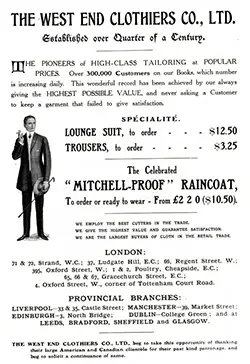 THE WEST END CLOTHIERS CO., LTD.
Established over Quarter of a Century.
THE PIONEERS of HIGH-CLASS TAILORING at POPULAR
PRICES. Over 300,000 Customers on our Books, which number
is increasing daily. This wonderful record has been achieved by our always
giving the HIGHEST POSSIBLE VALUE, and never asking a Customer
to keep a garment that failed to give satisfaction.
SPÉCIALITÉ.
LOUNGE SUIT, to order - - - - $12.50
TROUSERS, to order - - - - $3.25
The Celebrated
"MITCHELL-PROOF" RAINCOAT,
To order or ready to wear - From £2 2 0 ($10.50).
WE EMPLOY THE BEST CUTTERS IN THE TRADE.
WE GIVE THE HIGHEST VALUE AND GUARANTEE SATISFACTION.
WE ARE THE LARGEST BUYERS OF CLOTH IN THE RETAIL TRADE.
LONDON:
71 & 72, Strand, W.C.; 37, Ludgate Hill, E.C.; 66, Regent Street, W.;
395, Oxford Street, W.; 1 & 2, Poultry, Cheapside, E.C.;
65, 66 & 67, Gracechurch Street, E.C.;
4, Oxford Street, W., corner of Tottenham Court Road.
PROVINCIAL BRANCHES:
LIVERPOOL—33 & 35, Castle Street; MANCHESTER—39, Market Street;
EDINBURGH—3, North Bridge; DUBLIN—College Green; and at
LEEDS, BRADFORD, SHEFFIELD and GLASGOW.
THE WEST END CLOTHIERS CO., LTD., beg to take this opportunity of thanking
their large American and Canadian clientèle for their past kind patronage, and
beg to solicit a continuance of same.